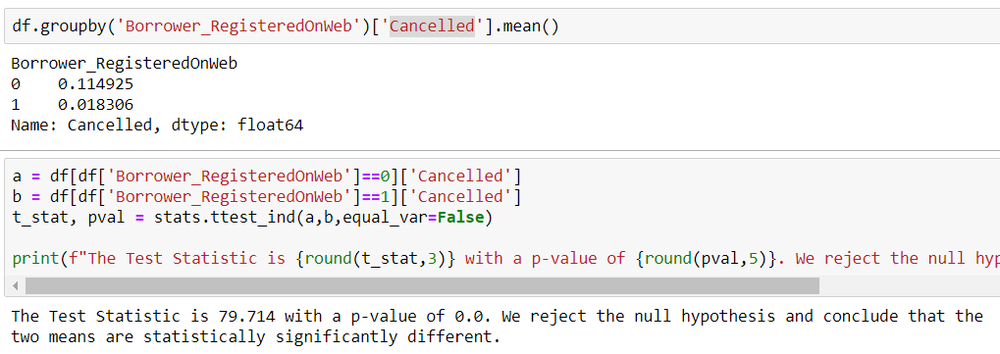 df.groupby('Borrower_RegisteredOnWeb')['Cancelled'].mean()
Borrower_RegisteredOnWeb
0    0.114925
1    0.018306
Name: Cancelled, dtype: float64
a = df[df['Borrower_RegisteredOnWeb']==0]['Cancelled']
b = df[df['Borrower_RegisteredOnWeb']==1]['Cancelled']
t_stat, pval = stats.ttest_ind(a,b,equal_var=False)
print(f"The Test Statistic is {round(t_stat,3)} with a p-value of {round(pval,5)}. We reject the null hyp
The Test Statistic is 79.714 with a p-value of 0.0. We reject the null hypothesis and conclude that the
two means are statistically significantly different.